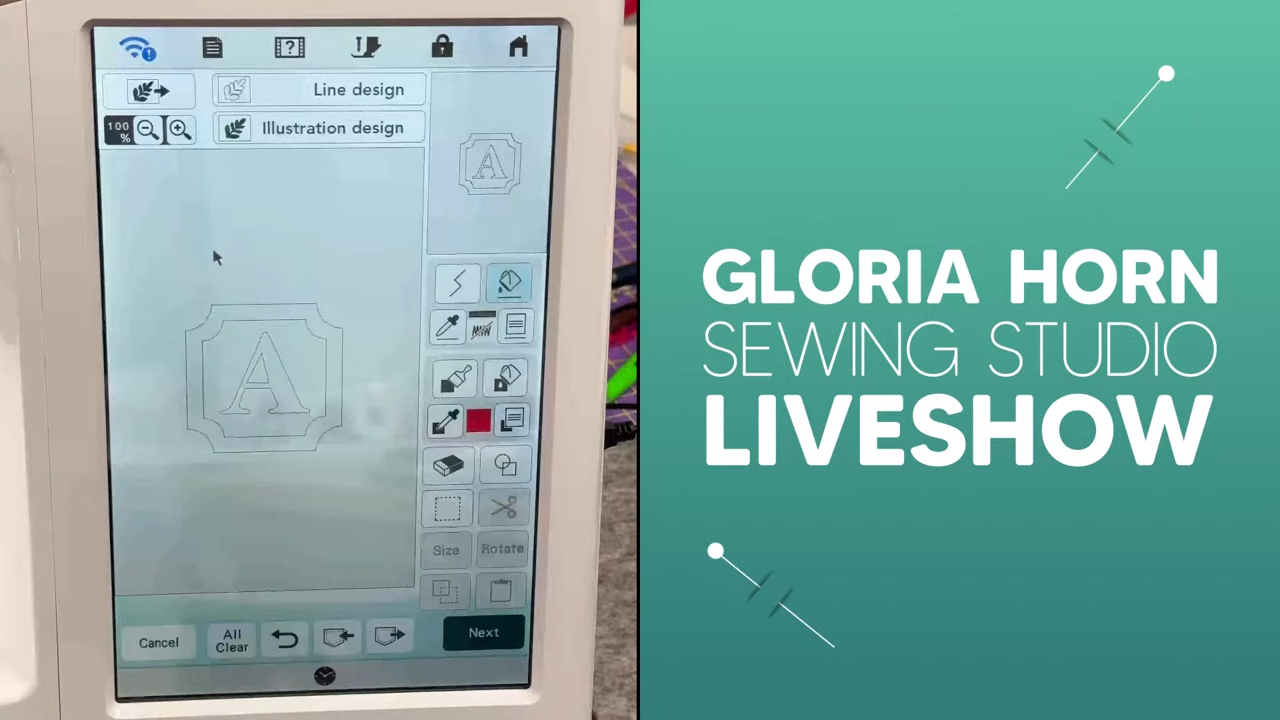 Line design
100
%
Illustration design
A
A
Size
Rotate
Cancel
All
Clear
Next
GLORIA HORN
SEWING STUDIO
LIVESHOW